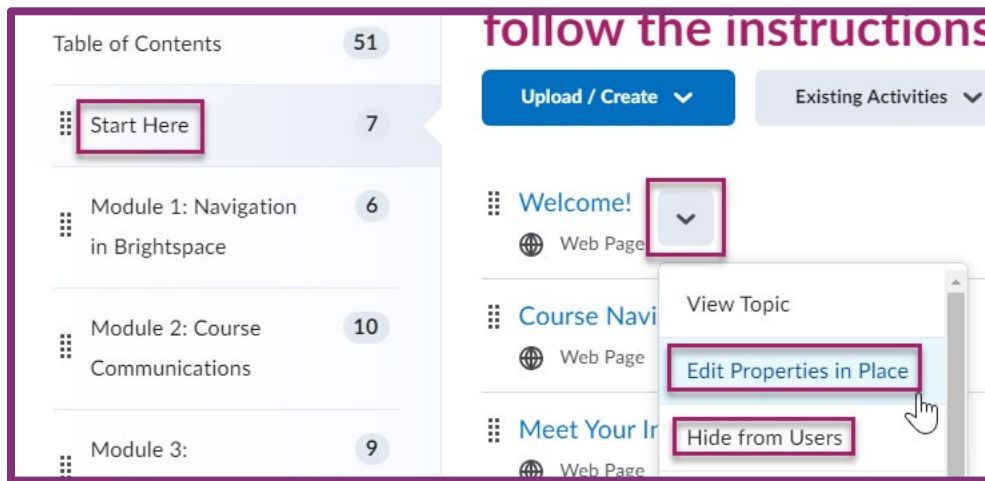 Table of Contents 51
Start Here 7
Module 1: Navigation 6
in Brightspace
Module 2: Course 10
Communications
Module 3: 9
follow the instructions
Upload / Create Existing Activities
Welcome!
Web Page
Course Navi
Web Page
Meet Your
Web Page
View Topic
Edit Properties in Place
Hide from Users